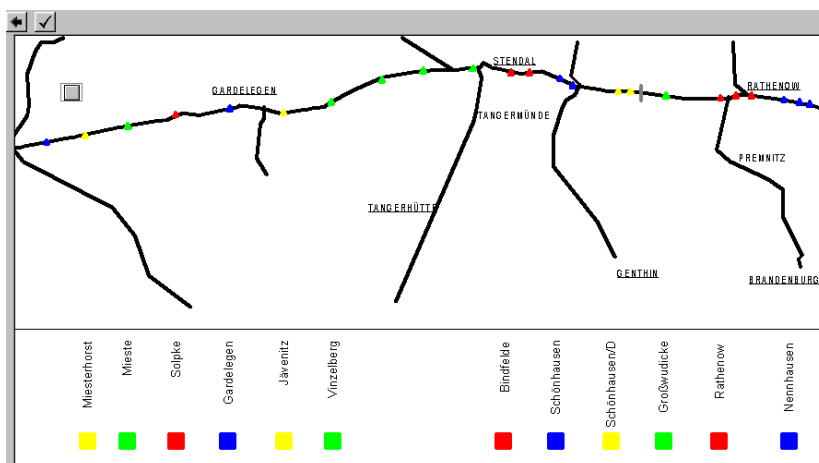 STENDAL
GARDELEGEN
RATHENOW
TANGERMÜNDE
PREMNITZ
TANGERHÜTTE
GENTHIN
BRANDENBURG
Miesterhorst
Mieste
Solpke
Gardelegen
Jävenitz
Vinzelberg
Bindfelde
Schönhausen
Schönhausen/D
Großwudicke
Rathenow
Nennhausen